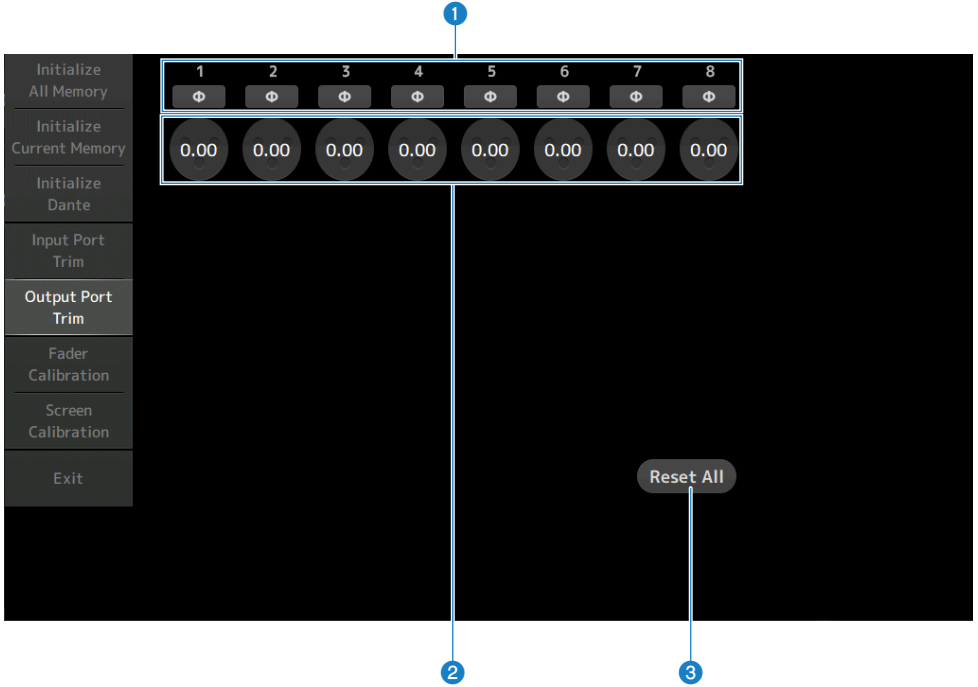 1
Initialize
All Memory
Initialize
Current Memory
Initialize
Dante
Input Port
Trim
Output Port
Trim
Fader
Calibration
Screen
Calibration
Exit
1 2 3 4 5 6 7 8
Φ Φ Φ Φ Φ Φ Φ Φ
0.00 0.00 0.00 0.00 0.00 0.00 0.00 0.00
Reset All
2 3